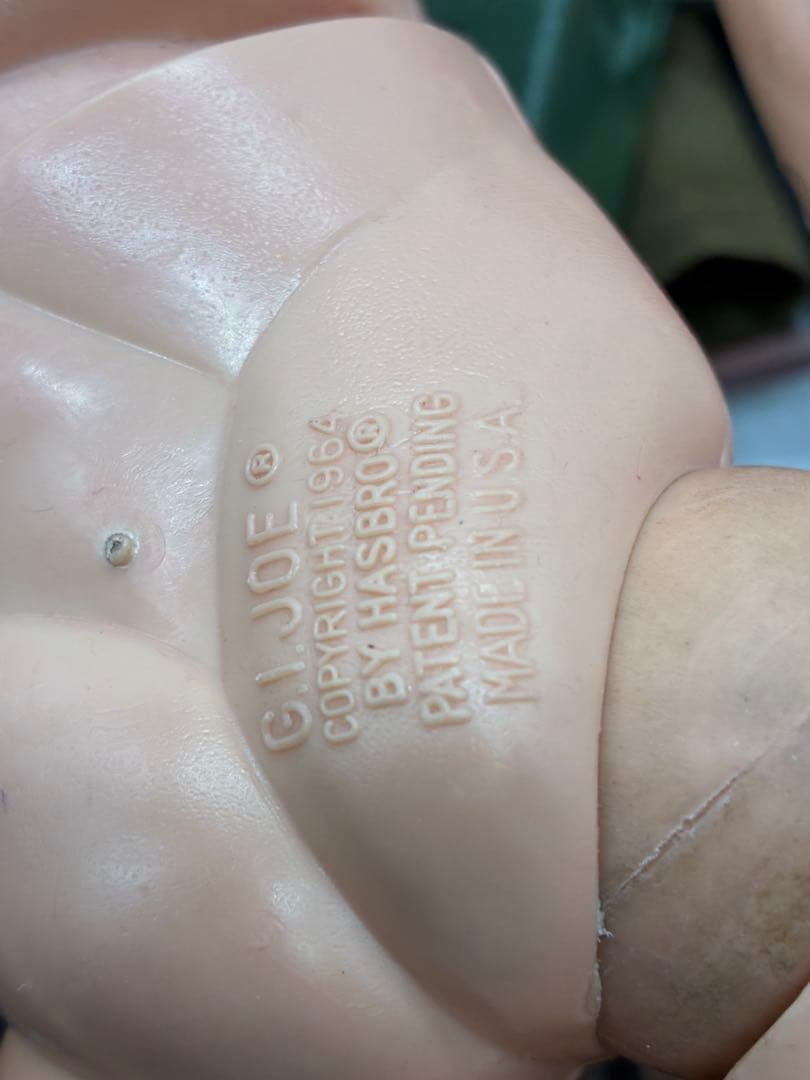 G.I. JOE ®
COPYRIGHT 1964
BY HASBRO ®
PATENT PENDING
MADE IN U.S.A.